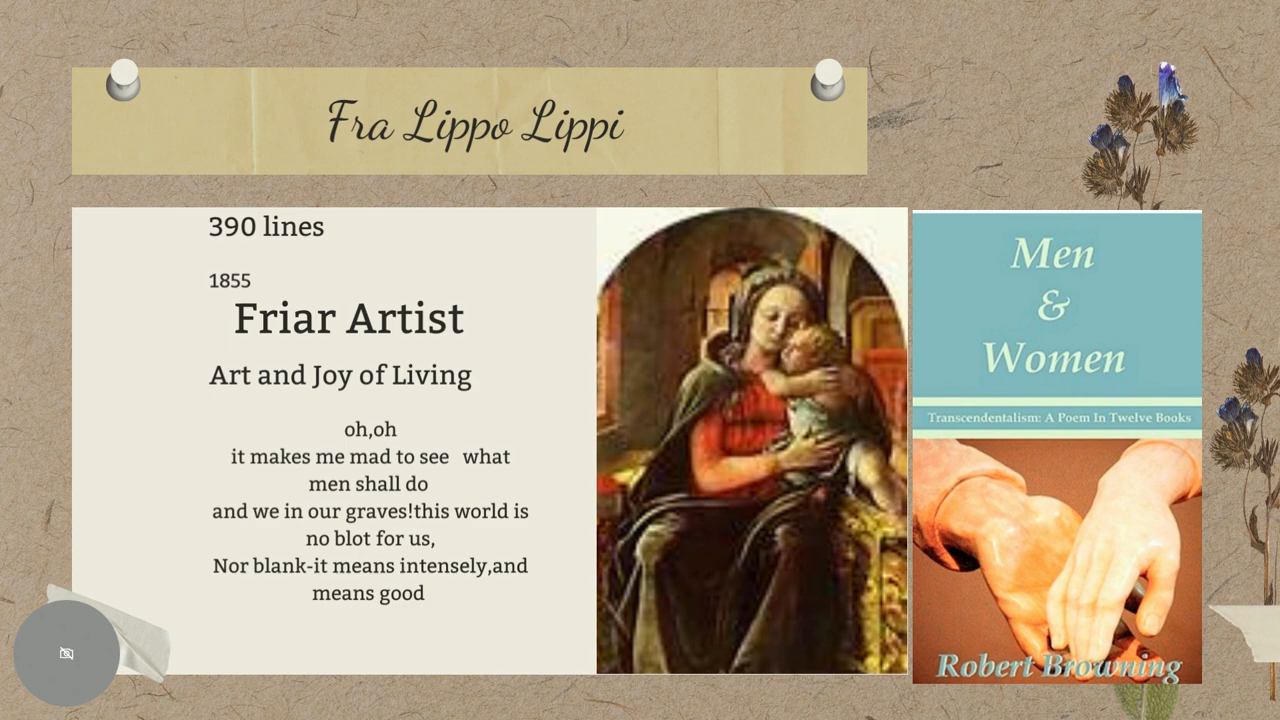 Fra Lippo Lippi
390 lines
1855
Friar Artist
Art and Joy of Living
oh,oh
it makes me mad to see what
men shall do
and we in our graves!this world is
no blot for us,
Nor blank-it means intensely,and
means good
Men
&
Women
Transcendentalism: A Poem In Twelve Books
Robert Browning